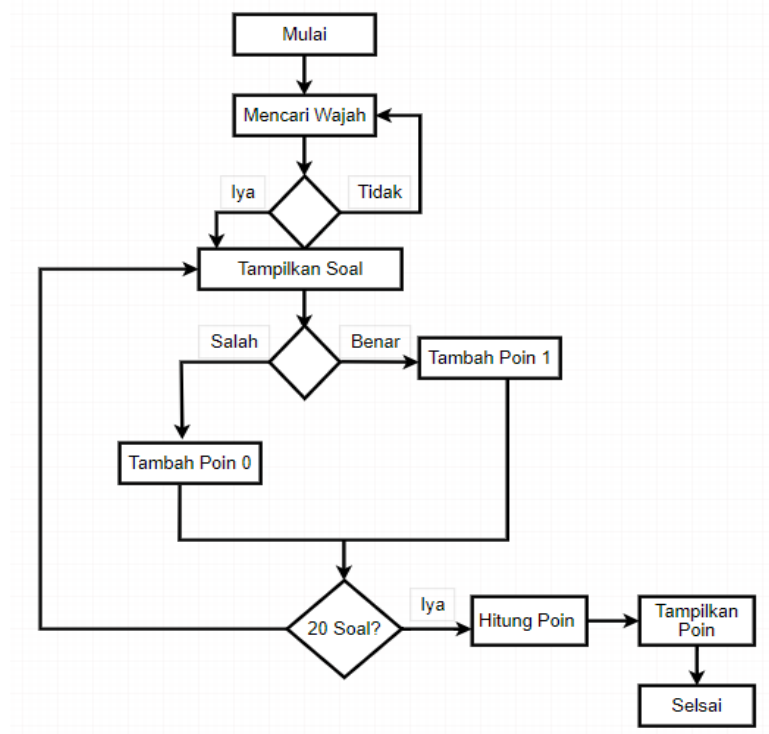 Mulai
Mencari Wajah
Iya
Tidak
Tampilkan Soal
Salah
Benar
Tambah Poin 1
Tambah Poin 0
20 Soal?
Iya
Hitung Poin
Tampilkan
Poin
Selsai